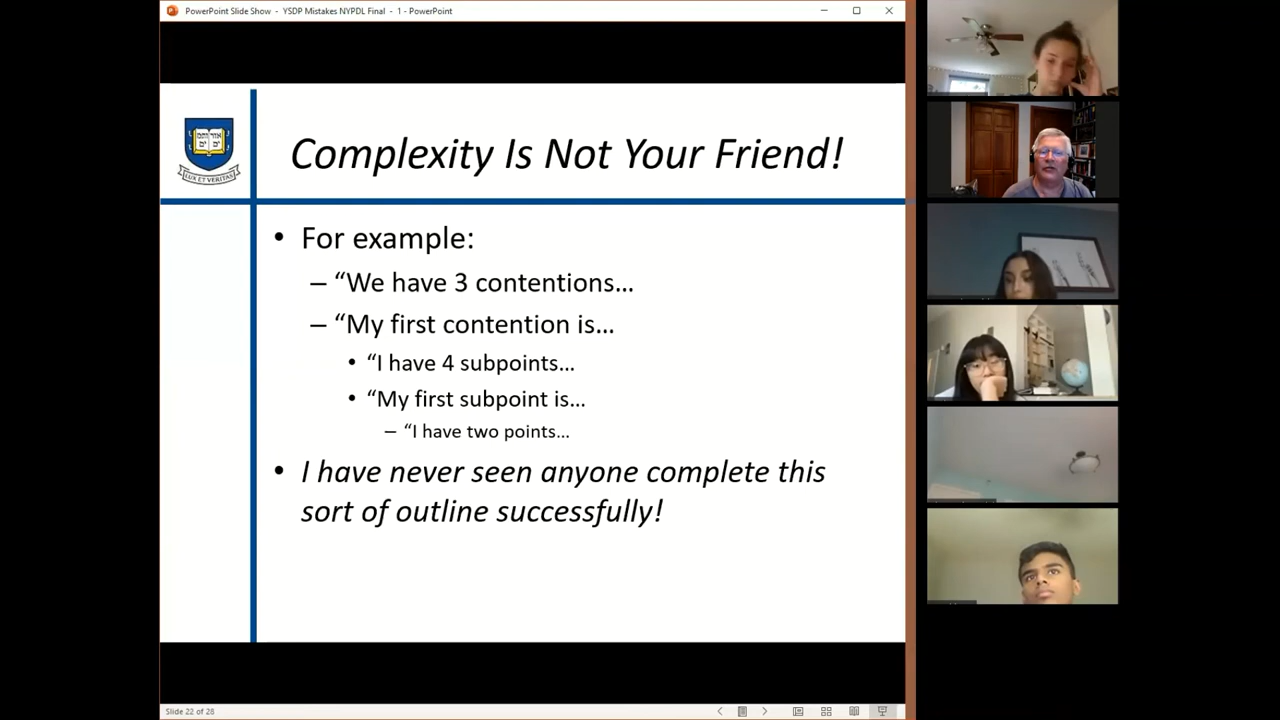 PowerPoint Slide Show - YSDP Mistakes NYPDL Final - 1 - PowerPoint
LUX ET VERITAS
Complexity Is Not Your Friend!
• For example:
– “We have 3 contentions…
– “My first contention is…
• “I have 4 subpoints…
• “My first subpoint is…
– “I have two points…
• I have never seen anyone complete this
sort of outline successfully!
Slide 22 of 28